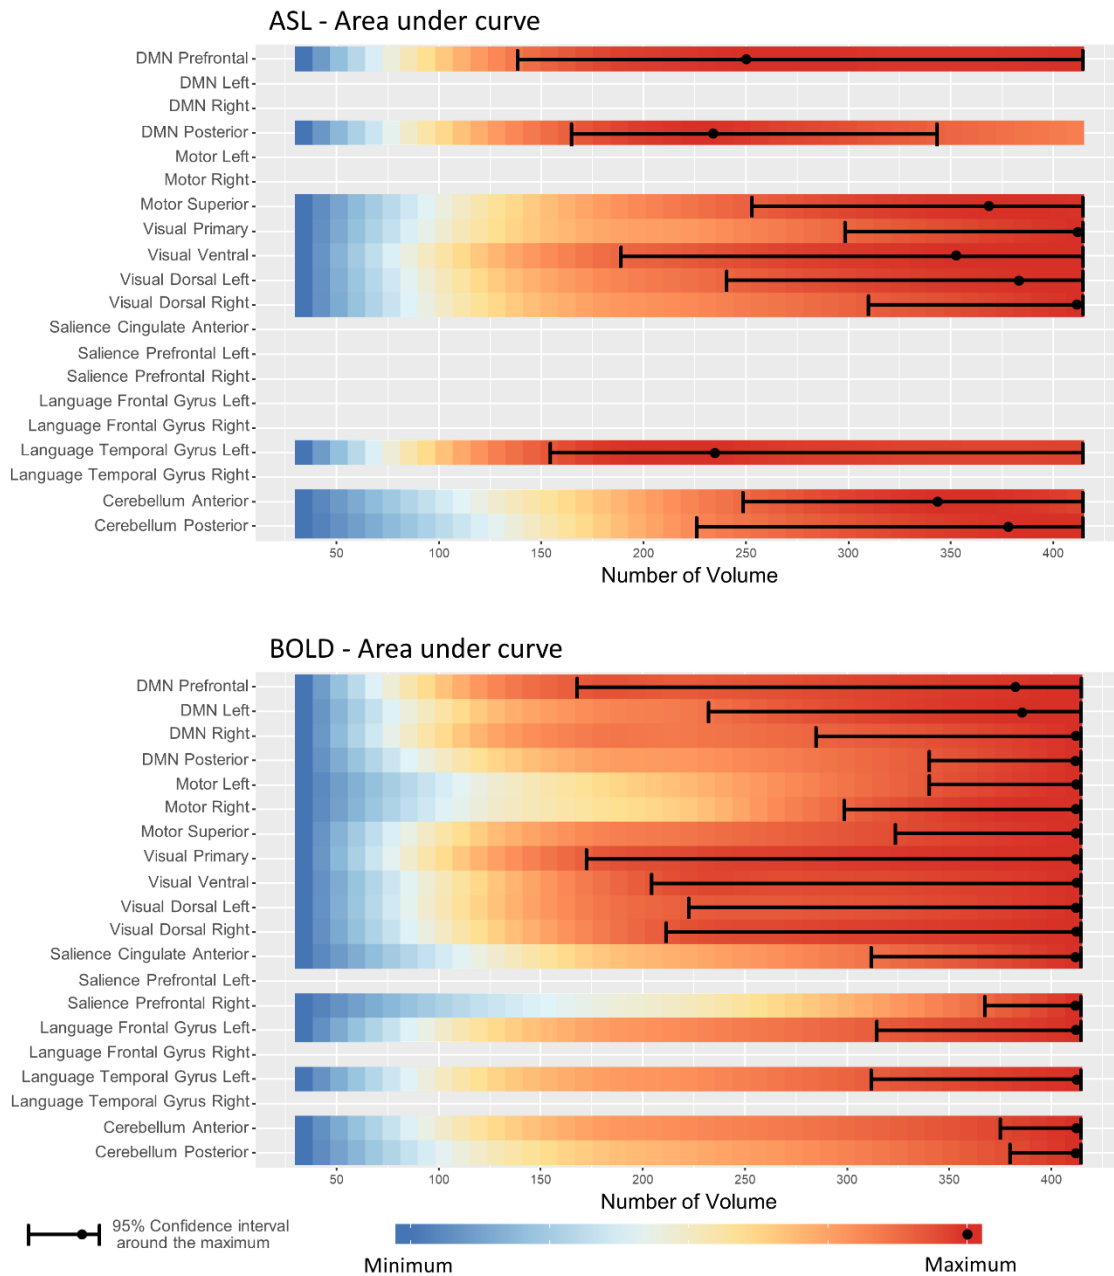 ASL - Area under curve
DMN Prefrontal
DMN Left
DMN Right
DMN Posterior
Motor Left
Motor Right
Motor Superior
Visual Primary
Visual Ventral
Visual Dorsal Left
Visual Dorsal Right
Salience Cingulate Anterior
Salience Prefrontal Left
Salience Prefrontal Right
Language Frontal Gyrus Left
Language Frontal Gyrus Right
Language Temporal Gyrus Left
Language Temporal Gyrus Right
Cerebellum Anterior
Cerebellum Posterior
50 100 150 200 250 300 350 400
Number of Volume
BOLD - Area under curve
DMN Prefrontal
DMN Left
DMN Right
DMN Posterior
Motor Left
Motor Right
Motor Superior
Visual Primary
Visual Ventral
Visual Dorsal Left
Visual Dorsal Right
Salience Cingulate Anterior
Salience Prefrontal Left
Salience Prefrontal Right
Language Frontal Gyrus Left
Language Frontal Gyrus Right
Language Temporal Gyrus Left
Language Temporal Gyrus Right
Cerebellum Anterior
Cerebellum Posterior
50 100 150 200 250 300 350 400
Number of Volume
95% Confidence interval
around the maximum
Minimum Maximum